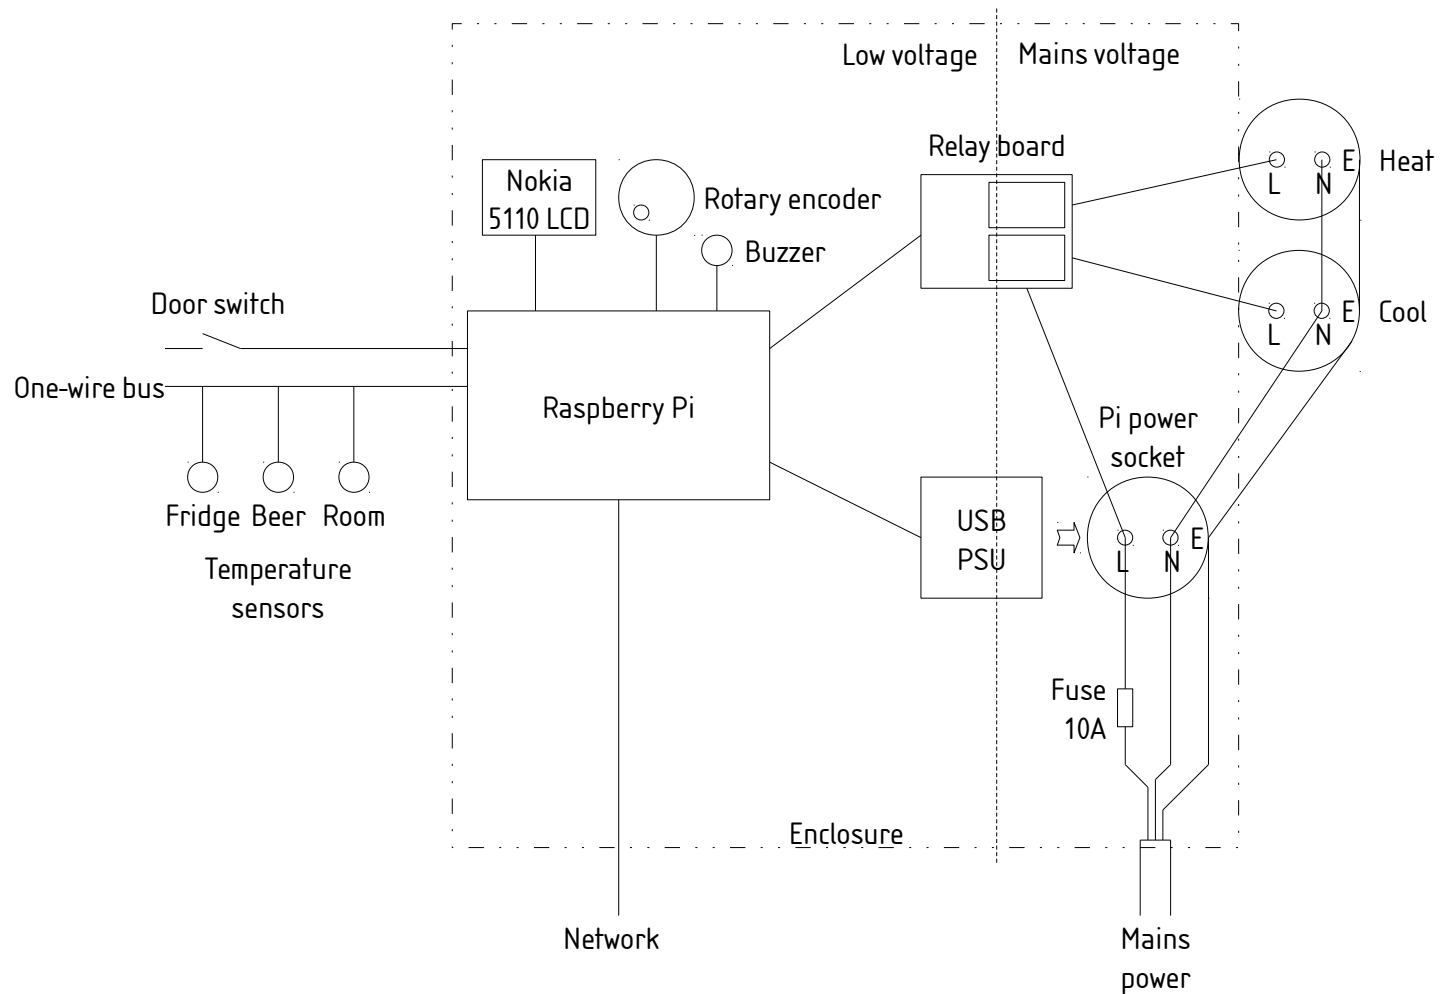 Low voltage
Mains voltage
Relay board
Nokia
5110 LCD
Rotary encoder
Buzzer
L
N
E
Heat
L
N
E
Cool
Door switch
One-wire bus
Raspberry Pi
Pi power
socket
Fridge
Beer
Room
Temperature
sensors
USB
PSU
L
N
E
Fuse
10A
Enclosure
Network
Mains
power